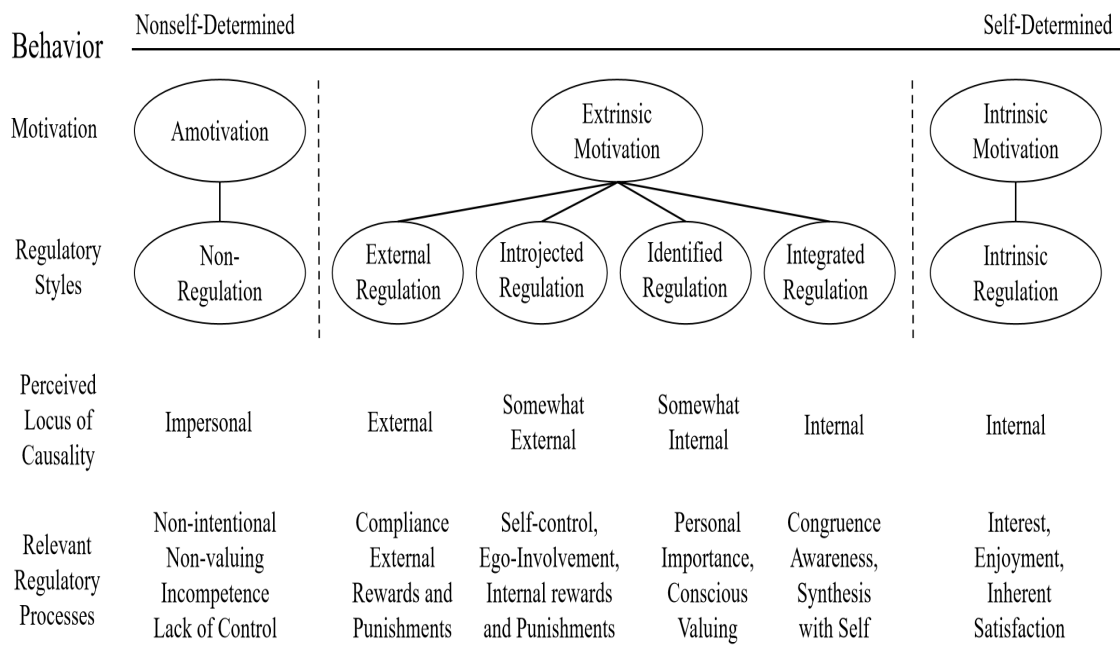 Nonself-Determined
Self-Determined
Behavior
Motivation
Amotivation
Extrinsic
Motivation
Intrinsic
Motivation
Regulatory
Styles
Non-
Regulation
External
Regulation
Introjected
Regulation
Identified
Regulation
Integrated
Regulation
Intrinsic
Regulation
Perceived
Locus of
Causality
Impersonal
External
Somewhat
External
Somewhat
Internal
Internal
Internal
Relevant
Regulatory
Processes
Non-intentional
Non-valuing
Incompetence
Lack of Control
Compliance
External
Rewards and
Punishments
Self-control,
Ego-Involvement,
Internal rewards
and Punishments
Personal
Importance,
Conscious
Valuing
Congruence
Awareness,
Synthesis
with Self
Interest,
Enjoyment,
Inherent
Satisfaction